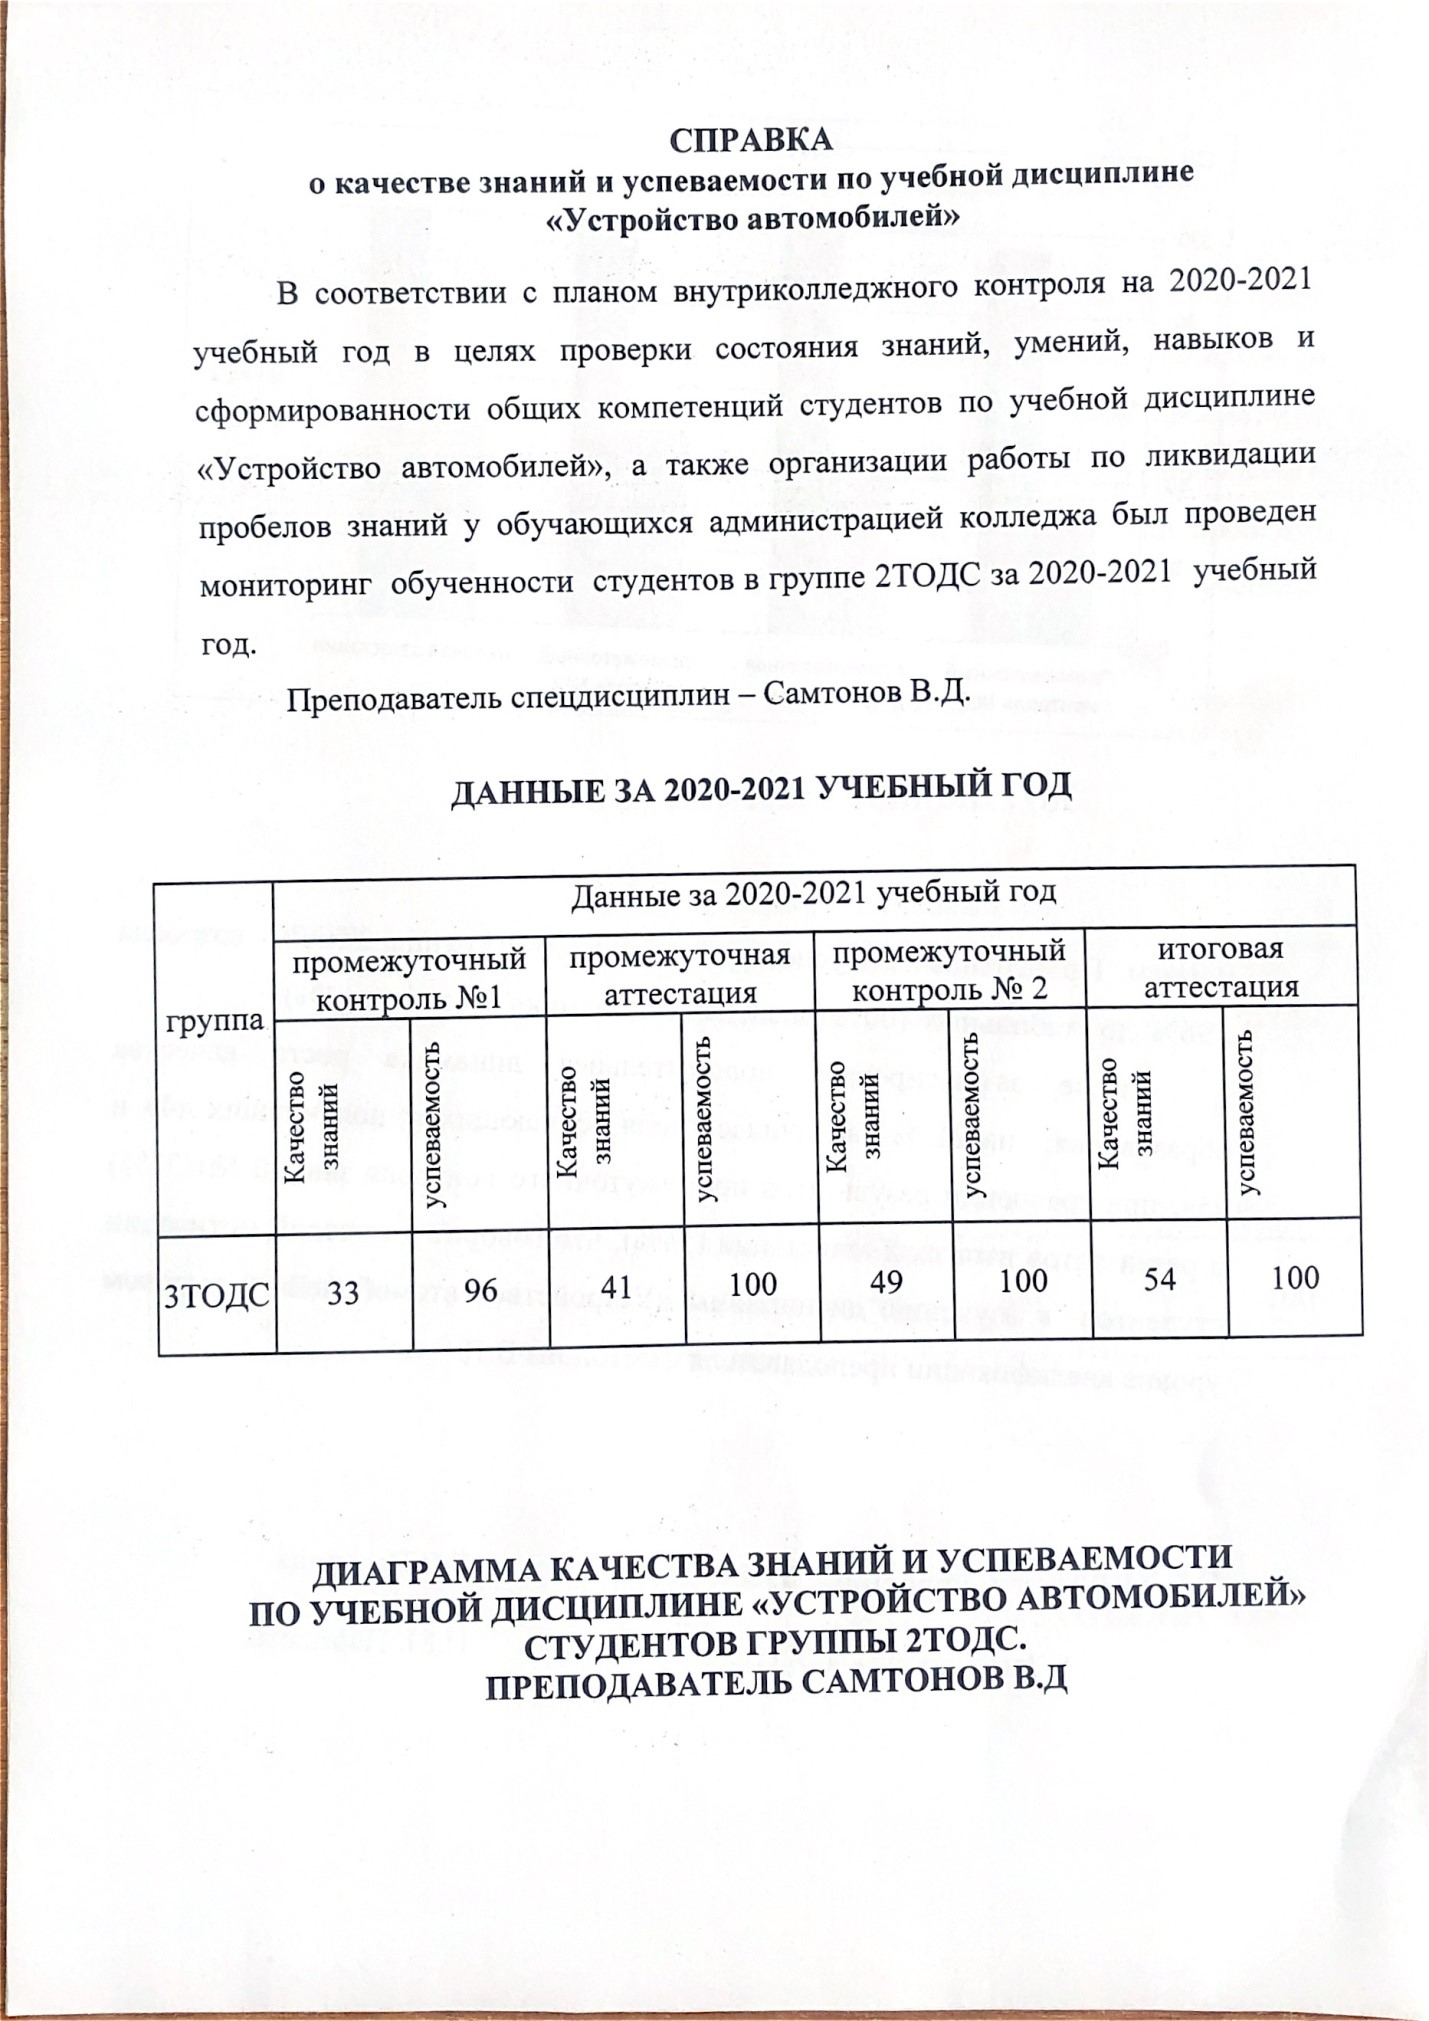 СПРАВКА
о качестве знаний и успеваемости по учебной дисциплине
«Устройство автомобилей»
В соответствии с планом внутриколледжного контроля на 2020-2021
учебный год в целях проверки состояния знаний, умений, навыков и
сформированности общих компетенций студентов по учебной дисциплине
«Устройство автомобилей», а также организации работы по ликвидации
пробелов знаний у обучающихся администрацией колледжа был проведен
мониторинг обученности студентов в группе 2ТОДС за 2020-2021 учебный
год.
Преподаватель спецдисциплин – Самтонов В.Д.
ДАННЫЕ ЗА 2020-2021 УЧЕБНЫЙ ГОД
группа
Данные за 2020-2021 учебный год
промежуточный
контроль №1
промежуточная
аттестация
промежуточный
контроль № 2
итоговая
аттестация
Качество
знаний
успеваемость
Качество
знаний
успеваемость
Качество
знаний
успеваемость
Качество
знаний
успеваемость
3ТОДС 33 96 41 100 49 100 54 100
ДИАГРАММА КАЧЕСТВА ЗНАНИЙ И УСПЕВАЕМОСТИ
ПО УЧЕБНОЙ ДИСЦИПЛИНЕ «УСТРОЙСТВО АВТОМОБИЛЕЙ»
СТУДЕНТОВ ГРУППЫ 2ТОДС.
ПРЕПОДАВАТЕЛЬ САМТОНОВ В.Д